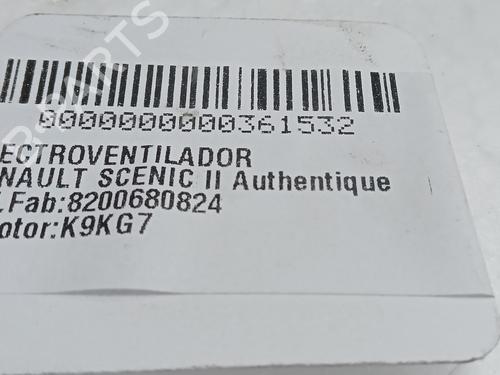 0000000000361532
ECTROVENTILADOR
NAULT SCENIC II Authentique
.Fab:8200680824
otor:K9KG7